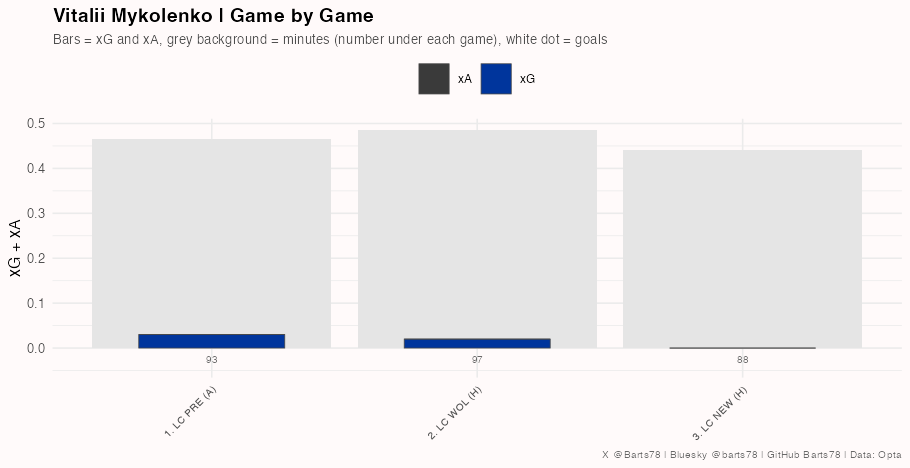 Vitalii Mykolenko | Game by Game
Bars = xG and xA, grey background = minutes (number under each game), white dot = goals
xA xG
xG + xA
0.5
0.4
0.3
0.2
0.1
0.0
93 97 88
1. LC PRE (A) 2. LC WOL (H) 3. LC NEW (H)
X @Barts78 | Bluesky @barts78 | GitHub Barts78 | Data: Opta